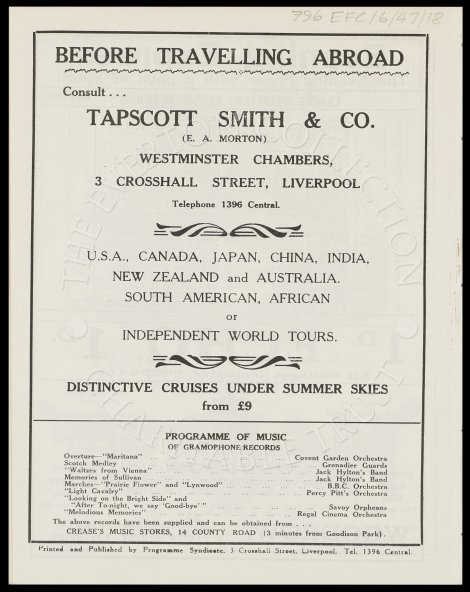 796 EFC/6/47/18
BEFORE TRAVELLING ABROAD
Consult . . .
TAPSCOTT SMITH & CO.
(E. A. MORTON)
WESTMINSTER CHAMBERS,
3 CROSSHALL STREET, LIVERPOOL
Telephone 1396 Central.
U.S.A., CANADA, JAPAN, CHINA, INDIA,
NEW ZEALAND and AUSTRALIA.
SOUTH AMERICAN, AFRICAN
or
INDEPENDENT WORLD TOURS.
DISTINCTIVE CRUISES UNDER SUMMER SKIES
from £9
THE EVERTON COLLECTION
CHARITABLE TRUST
PROGRAMME OF MUSIC
OF GRAMOPHONE RECORDS
Overture—"Maritana" ... Covent Garden Orchestra
Scotch Medley ... Grenadier Guards
"Waltzes from Vienna" ... Jack Hylton's Band
Memories of Sullivan ... Jack Hylton's Band
Marches—"Prairie Flower" and "Lynwood" ... B.B.C. Orchestra
"Light Cavalry" ... Percy Pitt's Orchestra
"Looking on the Bright Side" and
"After To-night, we say 'Good-bye'" ... Savoy Orpheans
"Melodious Memories" ... Regal Cinema Orchestra
The above records have been supplied and can be obtained from . . .
CREASE'S MUSIC STORES, 14 COUNTY ROAD (3 minutes from Goodison Park).
Printed and Published by Programme Syndicate, 3 Crosshall Street, Liverpool. Tel. 1396 Central.